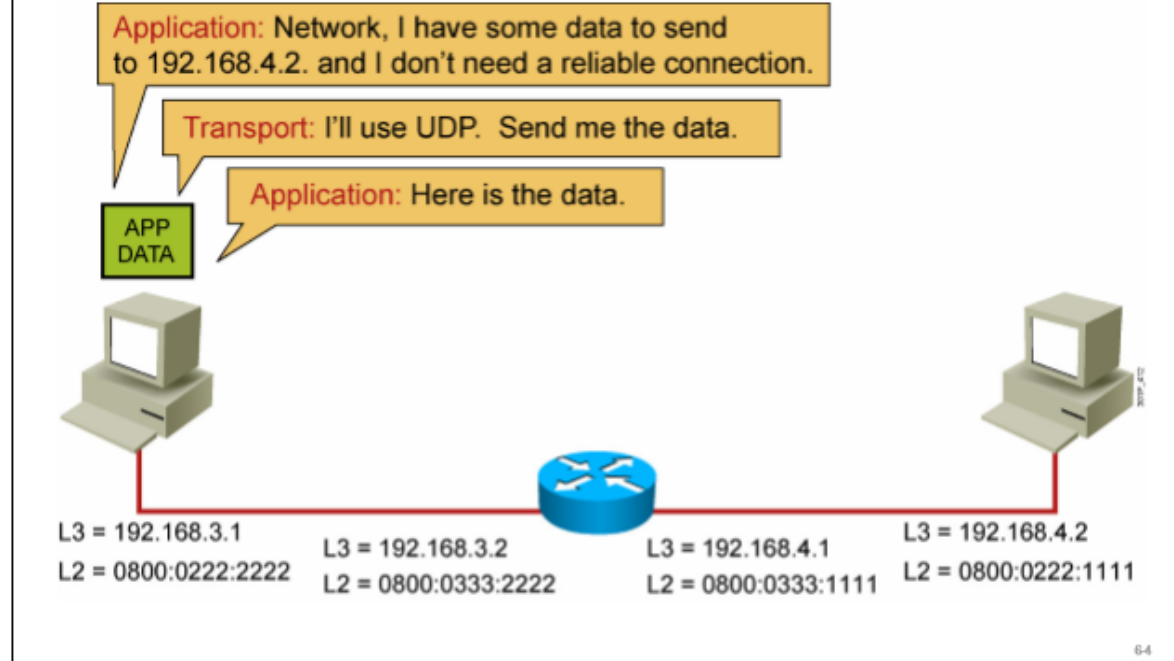 Application: Network, I have some data to send
to 192.168.4.2. and I don't need a reliable connection.
Transport: I'll use UDP.  Send me the data.
Application: Here is the data.
APP
DATA
L3 = 192.168.3.1
L2 = 0800:0222:2222
L3 = 192.168.3.2
L2 = 0800:0333:2222
L3 = 192.168.4.1
L2 = 0800:0333:1111
L3 = 192.168.4.2
L2 = 0800:0222:1111
6-4